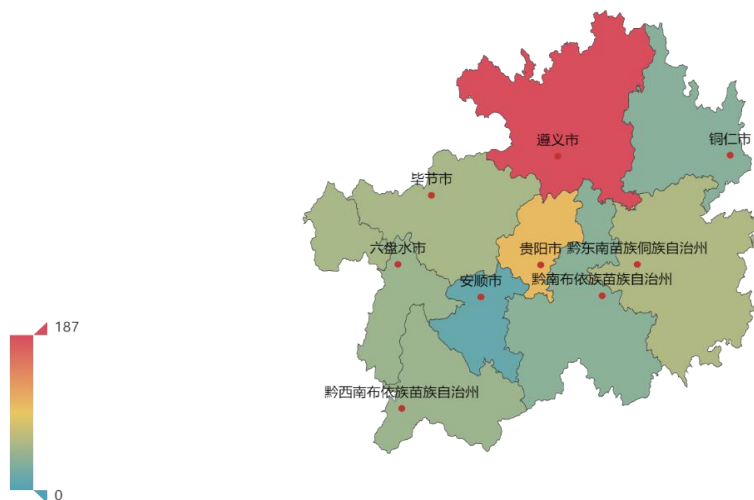 遵义市
铜仁市
毕节市
六盘水市
贵阳市
黔东南苗族侗族自治州
安顺市
黔南布依族苗族自治州
187
黔西南布依族苗族自治州
0